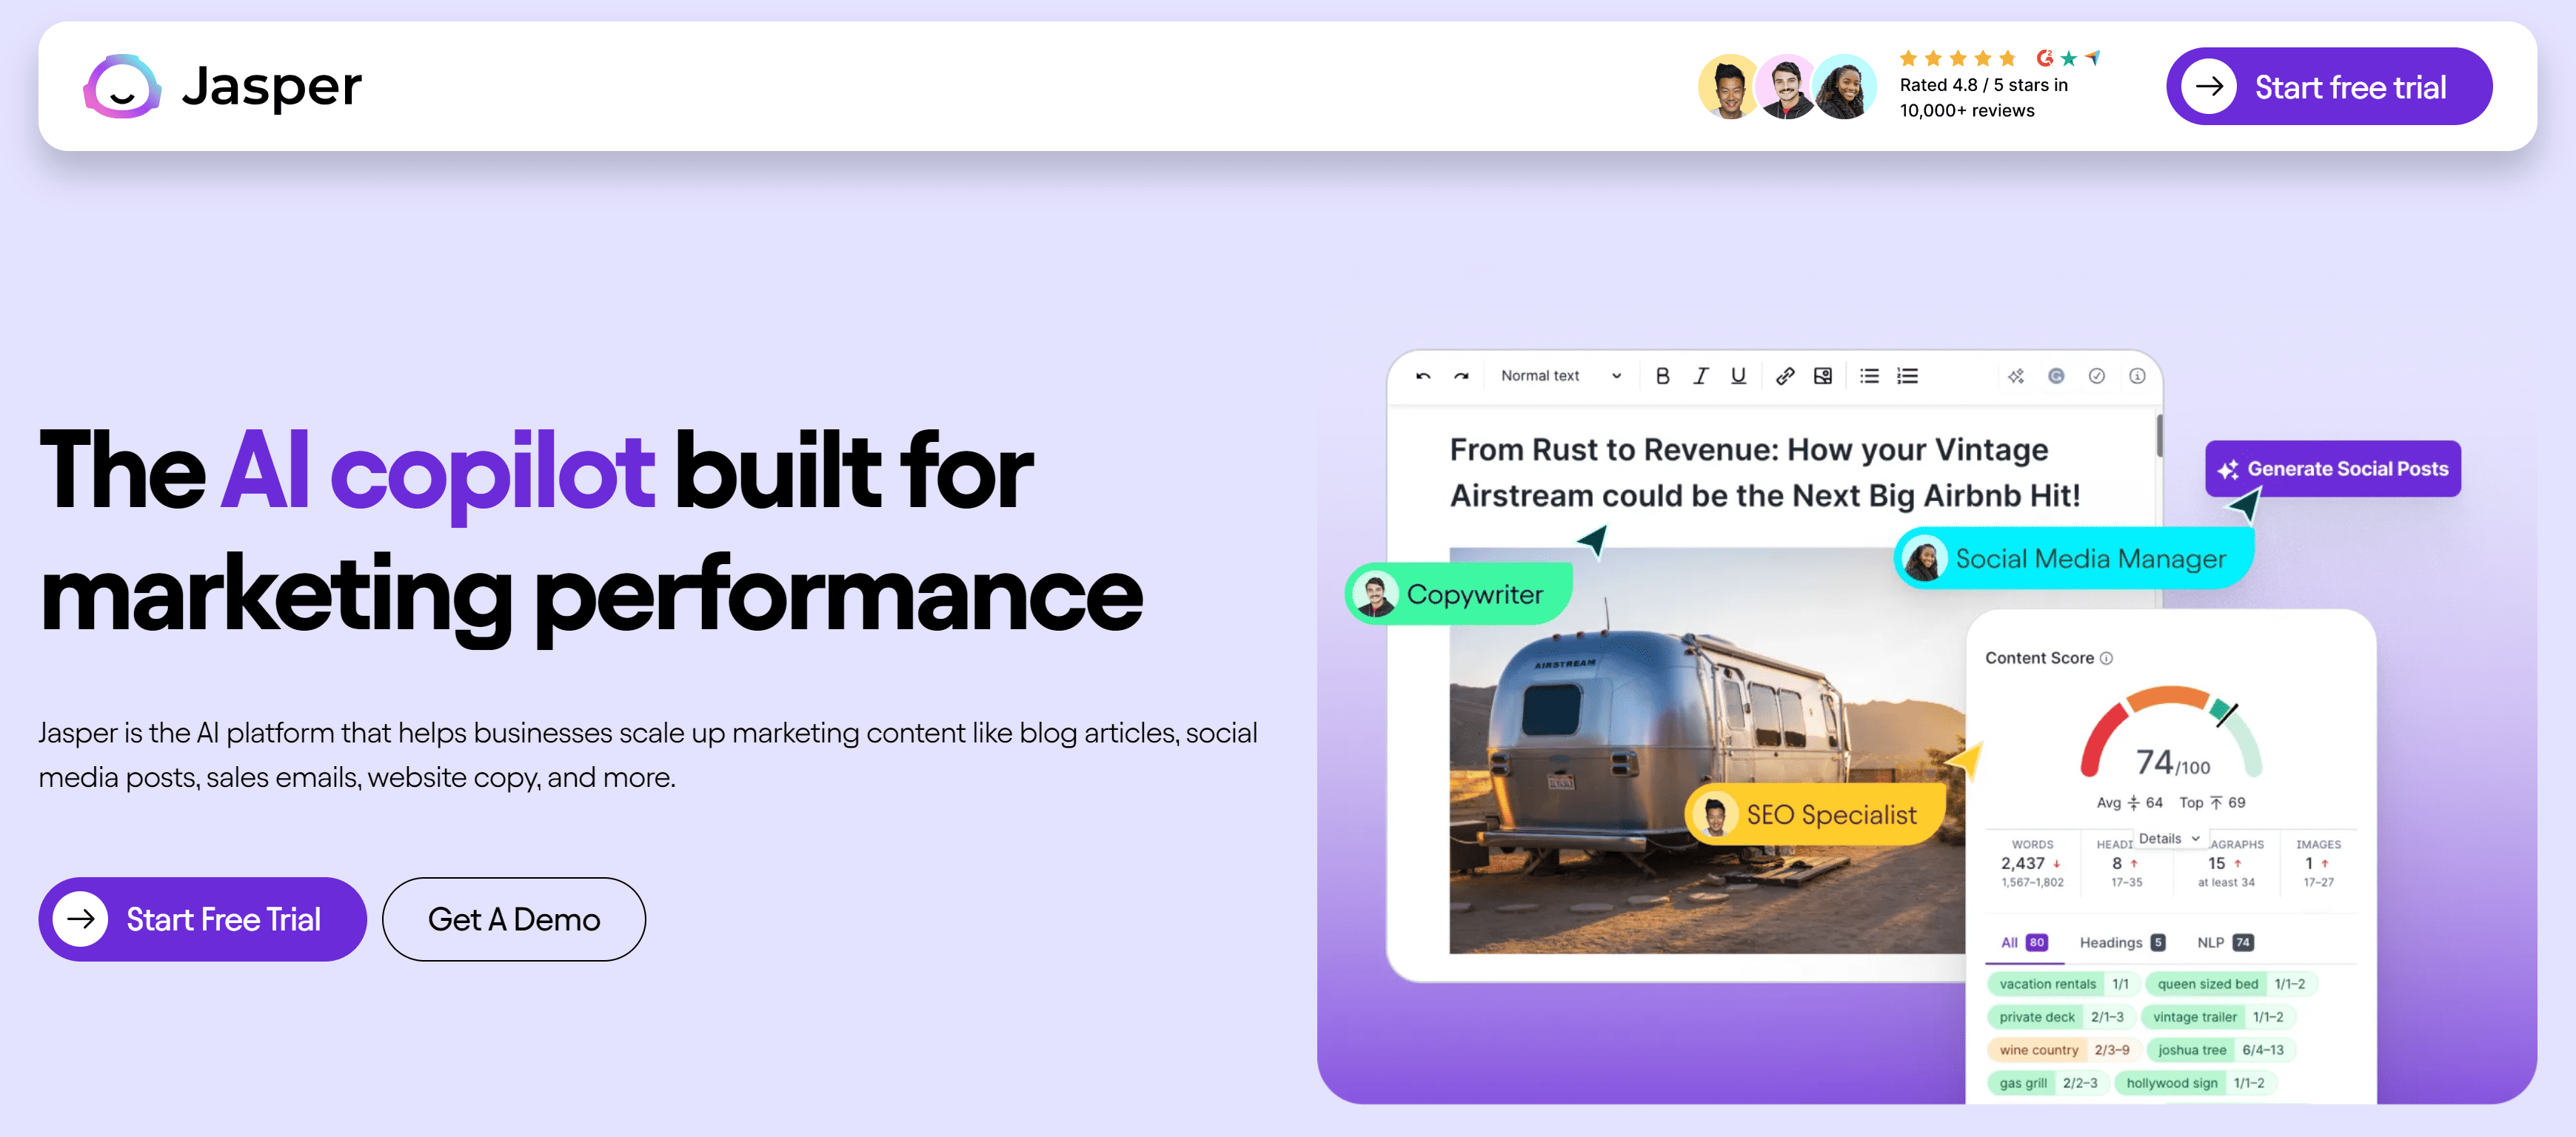 Jasper
Rated 4.8 / 5 stars in
10,000+ reviews
Start free trial
The AI copilot built for
marketing performance
Jasper is the AI platform that helps businesses scale up marketing content like blog articles, social
media posts, sales emails, website copy, and more.
Start Free Trial
Get A Demo
Normal text
B I U
From Rust to Revenue: How your Vintage
Airstream could be the Next Big Airbnb Hit!
Generate Social Posts
Social Media Manager
Copywriter
AIRSTREAM
SEO Specialist
Content Score
74/100
Avg 64 Top 69
Details
WORDS HEADI AGRAPHS IMAGES
2,437 8 15 1
1,567–1,802 17–35 at least 34 17–27
All 80 Headings 5 NLP 74
vacation rentals 1/1 queen sized bed 1/1–2
private deck 2/1–3 vintage trailer 1/1–2
wine country 2/3–9 joshua tree 6/4–13
gas grill 2/2–3 hollywood sign 1/1–2